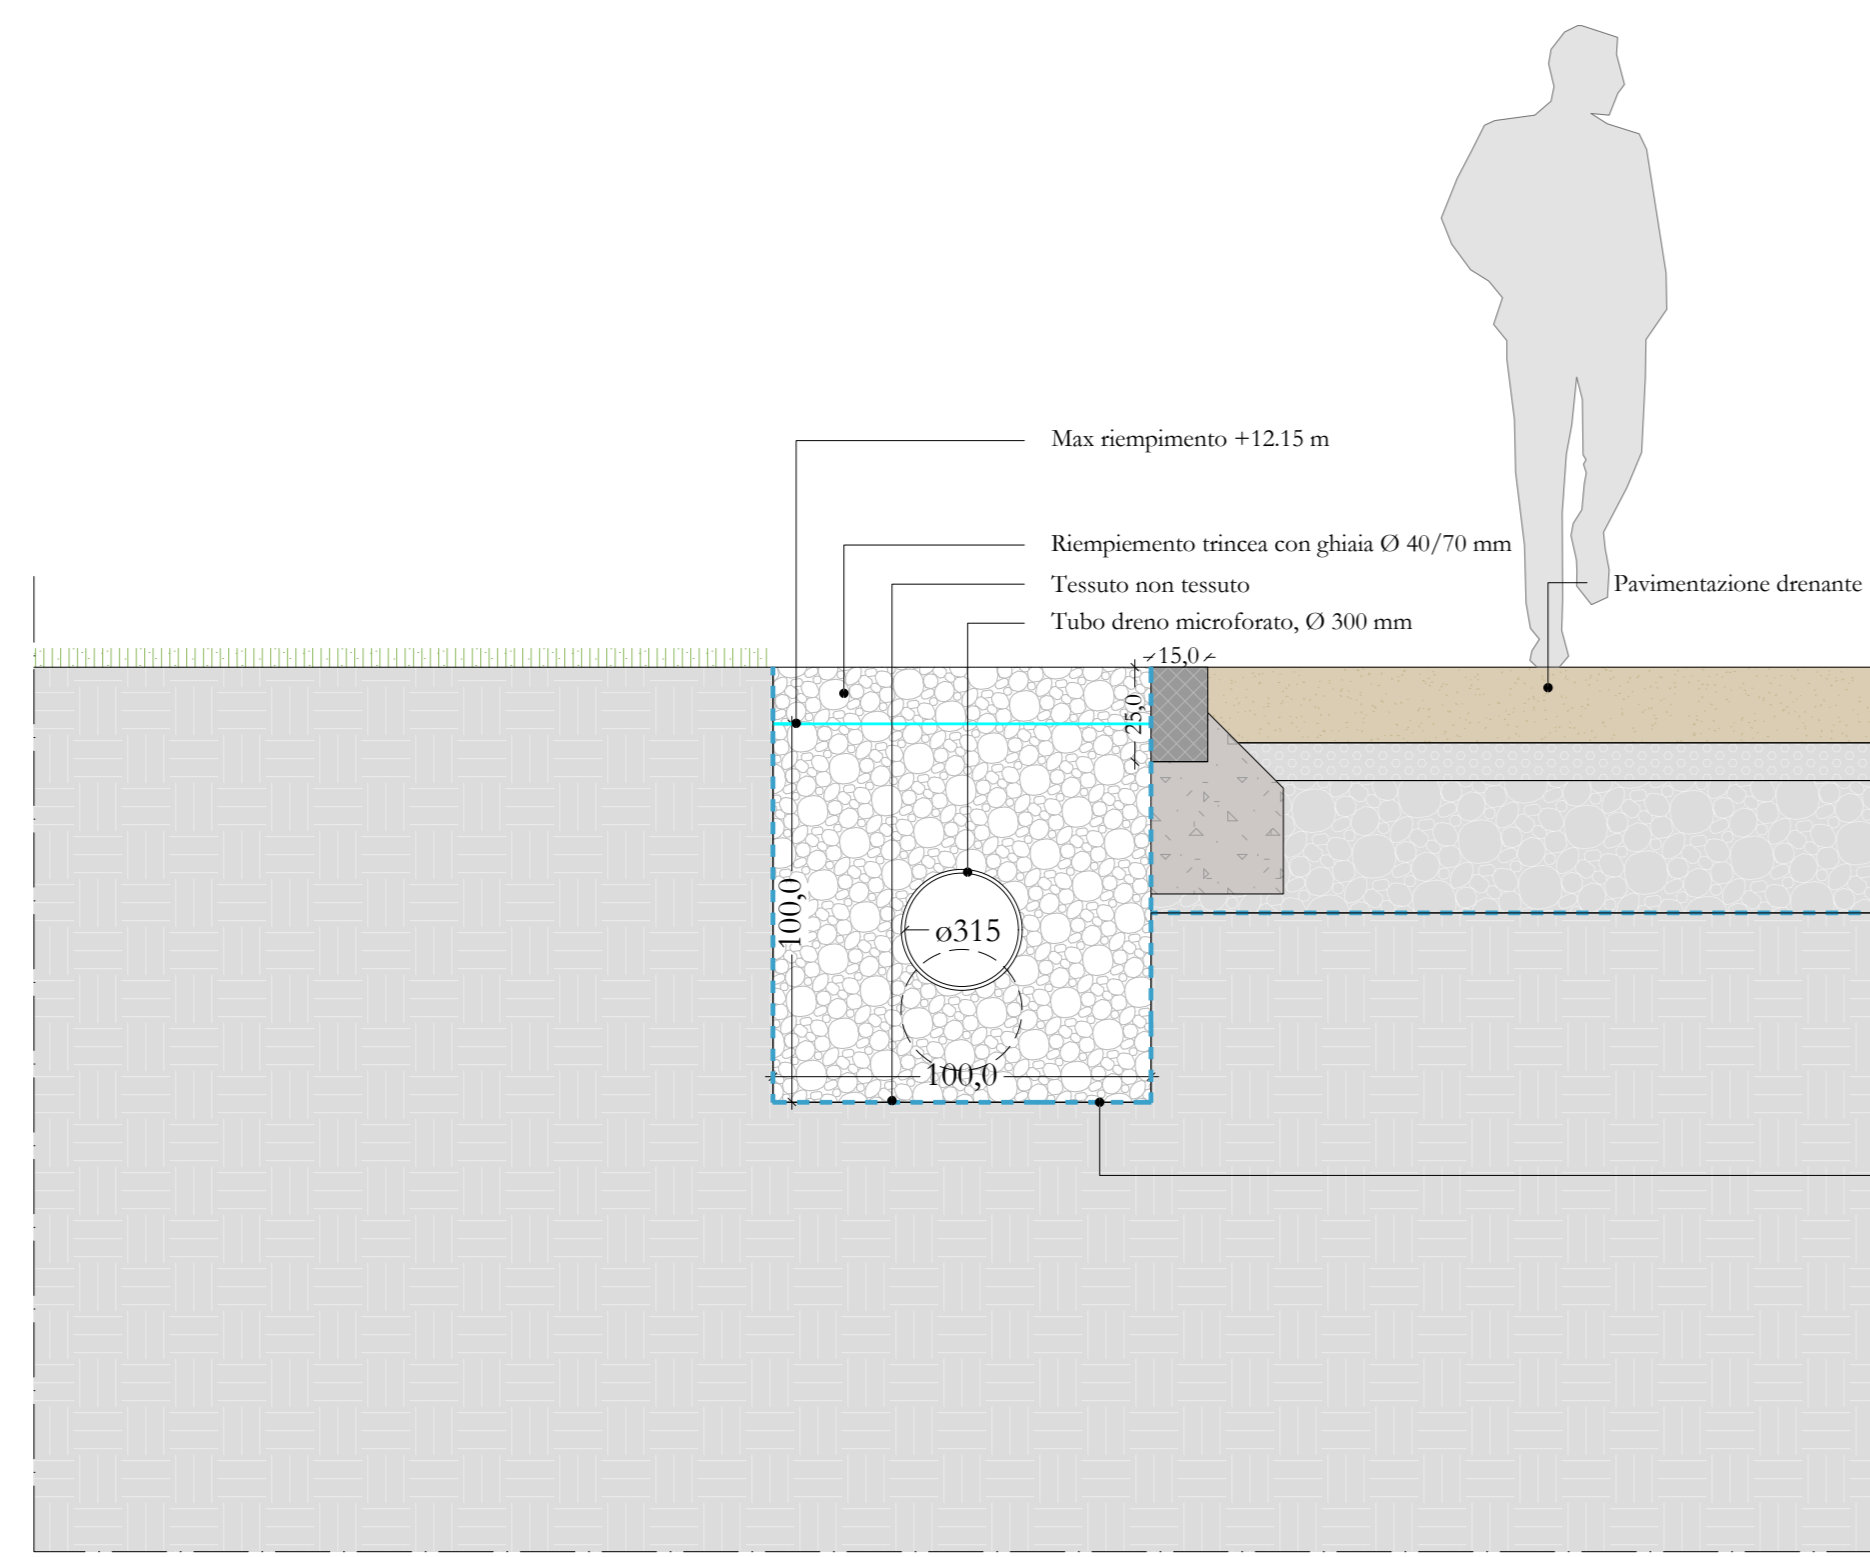 Max riempimento +12.15 m
Riempiemento trincea con ghiaia Ø 40/70 mm
Tessuto non tessuto
Pavimentazione drenante
Tubo dreno microforato, Ø 300 mm
15,0
25,0
100,0
ø315
100,0